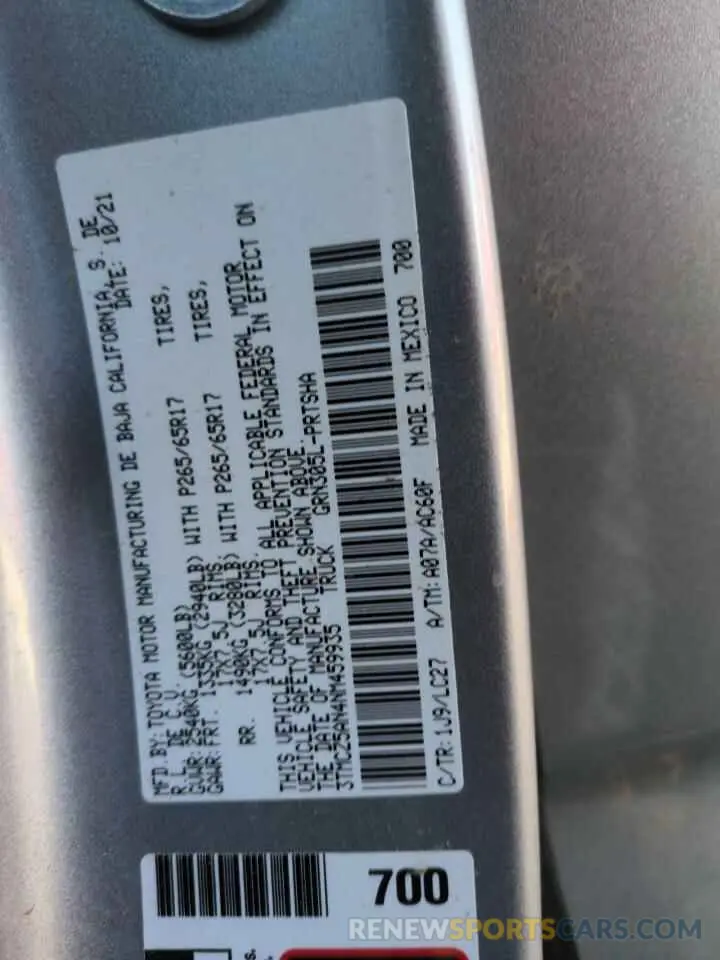 MFD.BY: TOYOTA MOTOR MANUFACTURING DE BAJA CALIFORNIA, S. DE
R.L. DE C.V. DATE: 10/21
GVWR: 2540KG (5600LB)
GAWR: FRT. 1335KG (2940LB) WITH P265/65R17 TIRES,
17X7.5J RIMS.
RR. 1490KG (3280LB) WITH P265/65R17 TIRES,
17X7.5J RIMS.
THIS VEHICLE CONFORMS TO ALL APPLICABLE FEDERAL MOTOR
VEHICLE SAFETY AND THEFT PREVENTION STANDARDS IN EFFECT ON
THE DATE OF MANUFACTURE SHOWN ABOVE.
3TMCZ5AN4NM459935 TRUCK GRN305L-PRTSHA
C/TR: 1J9/LC27 A/TM: A07A/AC60F MADE IN MEXICO 700
700
RENEWSPORTSCARS.COM